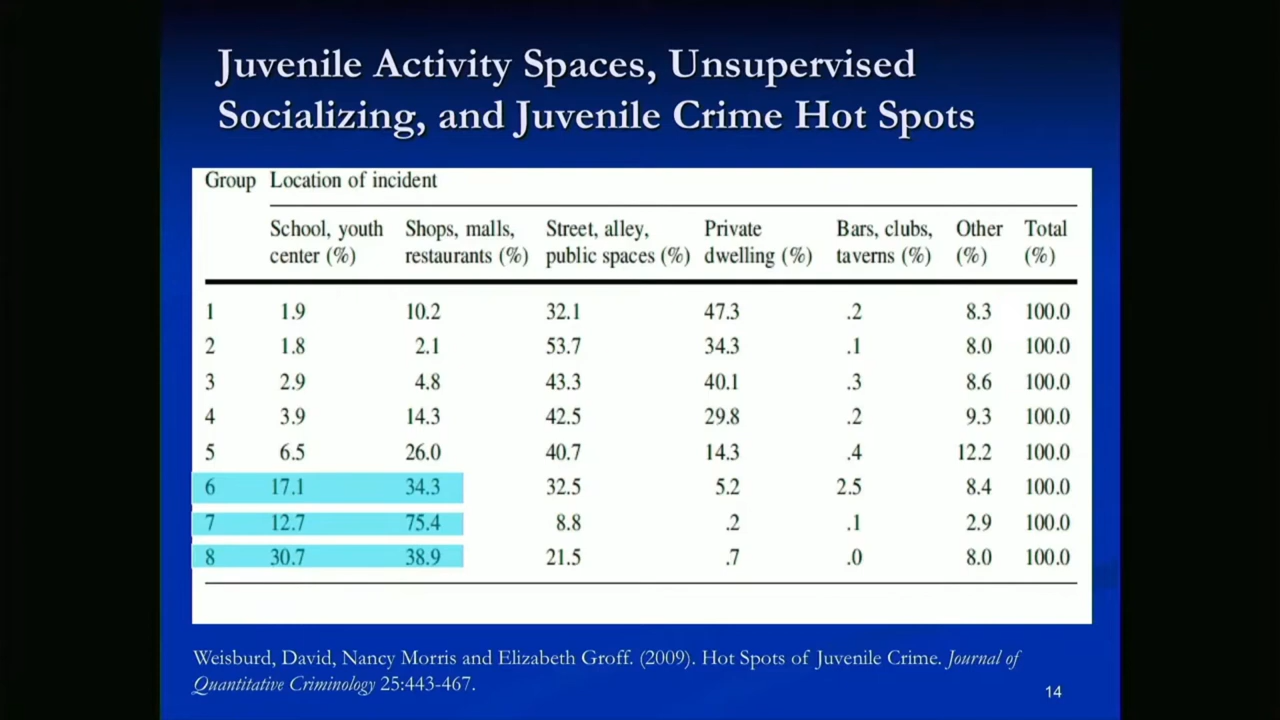 Juvenile Activity Spaces, Unsupervised
Socializing, and Juvenile Crime Hot Spots
Group Location of incident
School, youth center (%) Shops, malls, restaurants (%) Street, alley, public spaces (%) Private dwelling (%) Bars, clubs, taverns (%) Other (%) Total (%)
1 1.9 10.2 32.1 47.3 .2 8.3 100.0
2 1.8 2.1 53.7 34.3 .1 8.0 100.0
3 2.9 4.8 43.3 40.1 .3 8.6 100.0
4 3.9 14.3 42.5 29.8 .2 9.3 100.0
5 6.5 26.0 40.7 14.3 .4 12.2 100.0
6 17.1 34.3 32.5 5.2 2.5 8.4 100.0
7 12.7 75.4 8.8 .2 .1 2.9 100.0
8 30.7 38.9 21.5 .7 .0 8.0 100.0
Weisburd, David, Nancy Morris and Elizabeth Groff. (2009). Hot Spots of Juvenile Crime. Journal of
Quantitative Criminology 25:443-467.
14